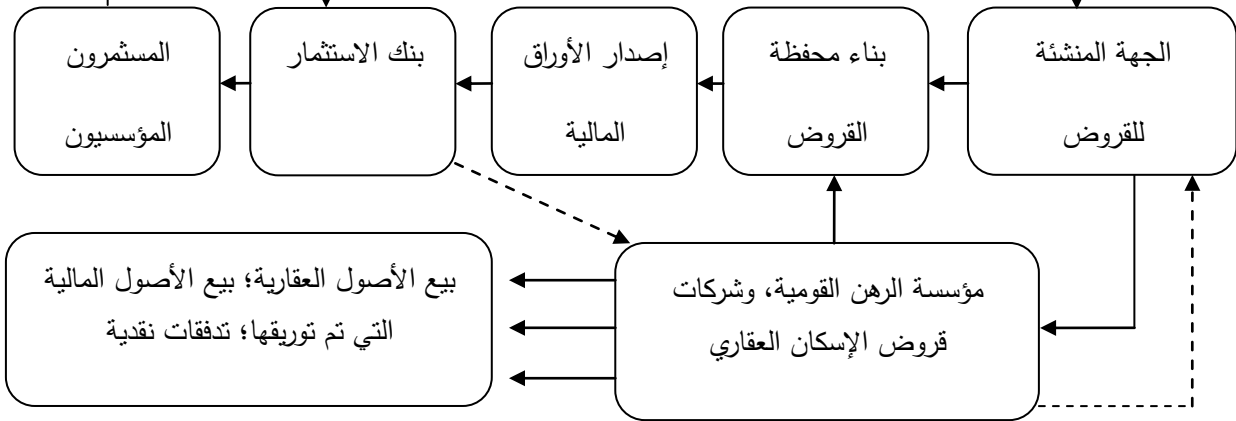 الجهة المنشئة
للقروض
بناء محفظة
القروض
إصدار الأوراق
المالية
بنك الاستثمار
المسثمرون
المؤسسيون
مؤسسة الرهن القومية، وشركات
قروض الإسكان العقاري
بيع الأصول العقارية؛ بيع الأصول المالية
التي تم توريقها؛ تدفقات نقدية